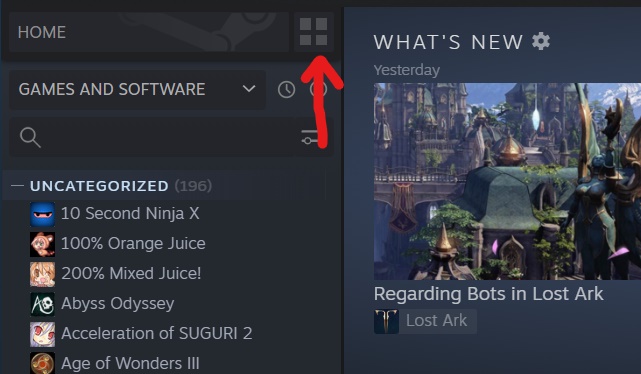 HOME
GAMES AND SOFTWARE
— UNCATEGORIZED (196)
10 Second Ninja X
100% Orange Juice
200% Mixed Juice!
Abyss Odyssey
Acceleration of SUGURI 2
Age of Wonders III
WHAT'S NEW
Yesterday
Regarding Bots in Lost Ark
Lost Ark